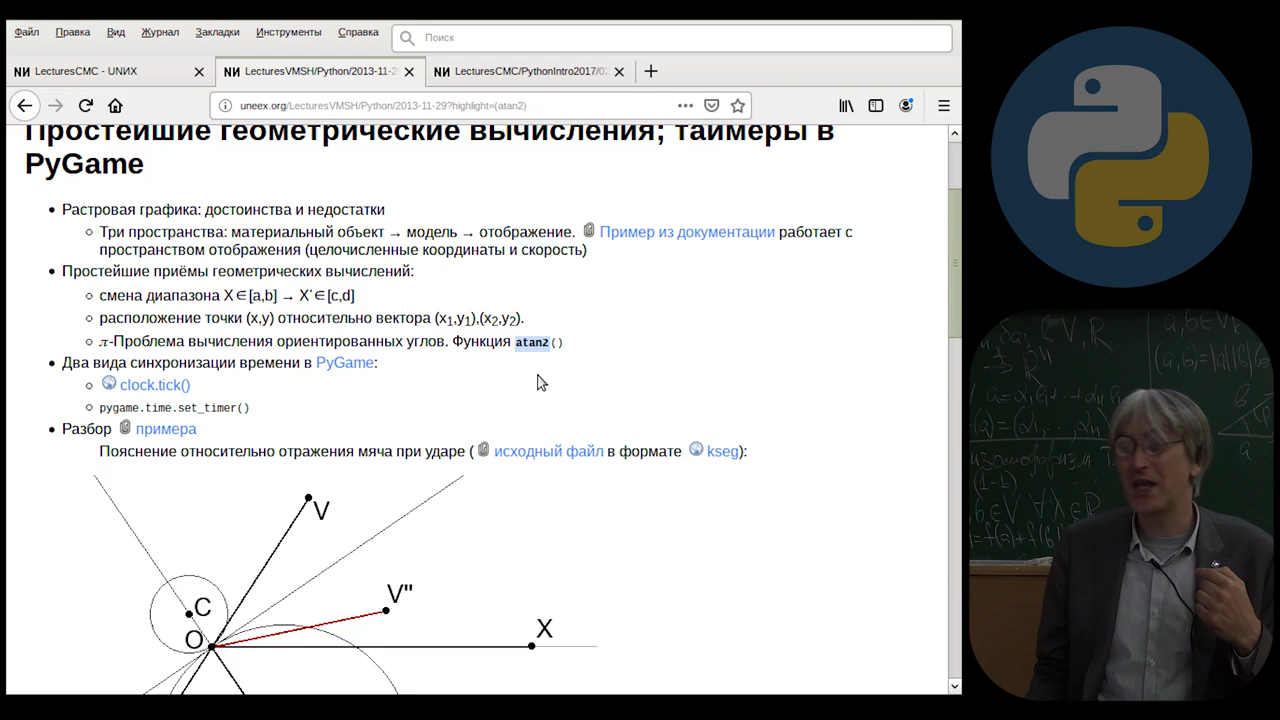 Файл Правка Вид Журнал Закладки Инструменты Справка Поиск
NИ LecturesCMC - UNИX NИ LecturesVMSH/Python/2013-11-2 NИ LecturesCMC/PythonIntro2017/0
uneex.org/LecturesVMSH/Python/2013-11-29?highlight=(atan2)
Простейшие геометрические вычисления; таймеры в
PyGame
Растровая графика: достоинства и недостатки
Три пространства: материальный объект → модель → отображение. Пример из документации работает с
пространством отображения (целочисленные координаты и скорость)
Простейшие приёмы геометрических вычислений:
смена диапазона X∈[a,b] → X'∈[c,d]
расположение точки (x,y) относительно вектора (x1,y1),(x2,y2).
π-Проблема вычисления ориентированных углов. Функция atan2()
Два вида синхронизации времени в PyGame:
clock.tick()
pygame.time.set_timer()
Разбор примера
Пояснение относительно отражения мяча при ударе ( исходный файл в формате kseg):
V
V"
C
O
X